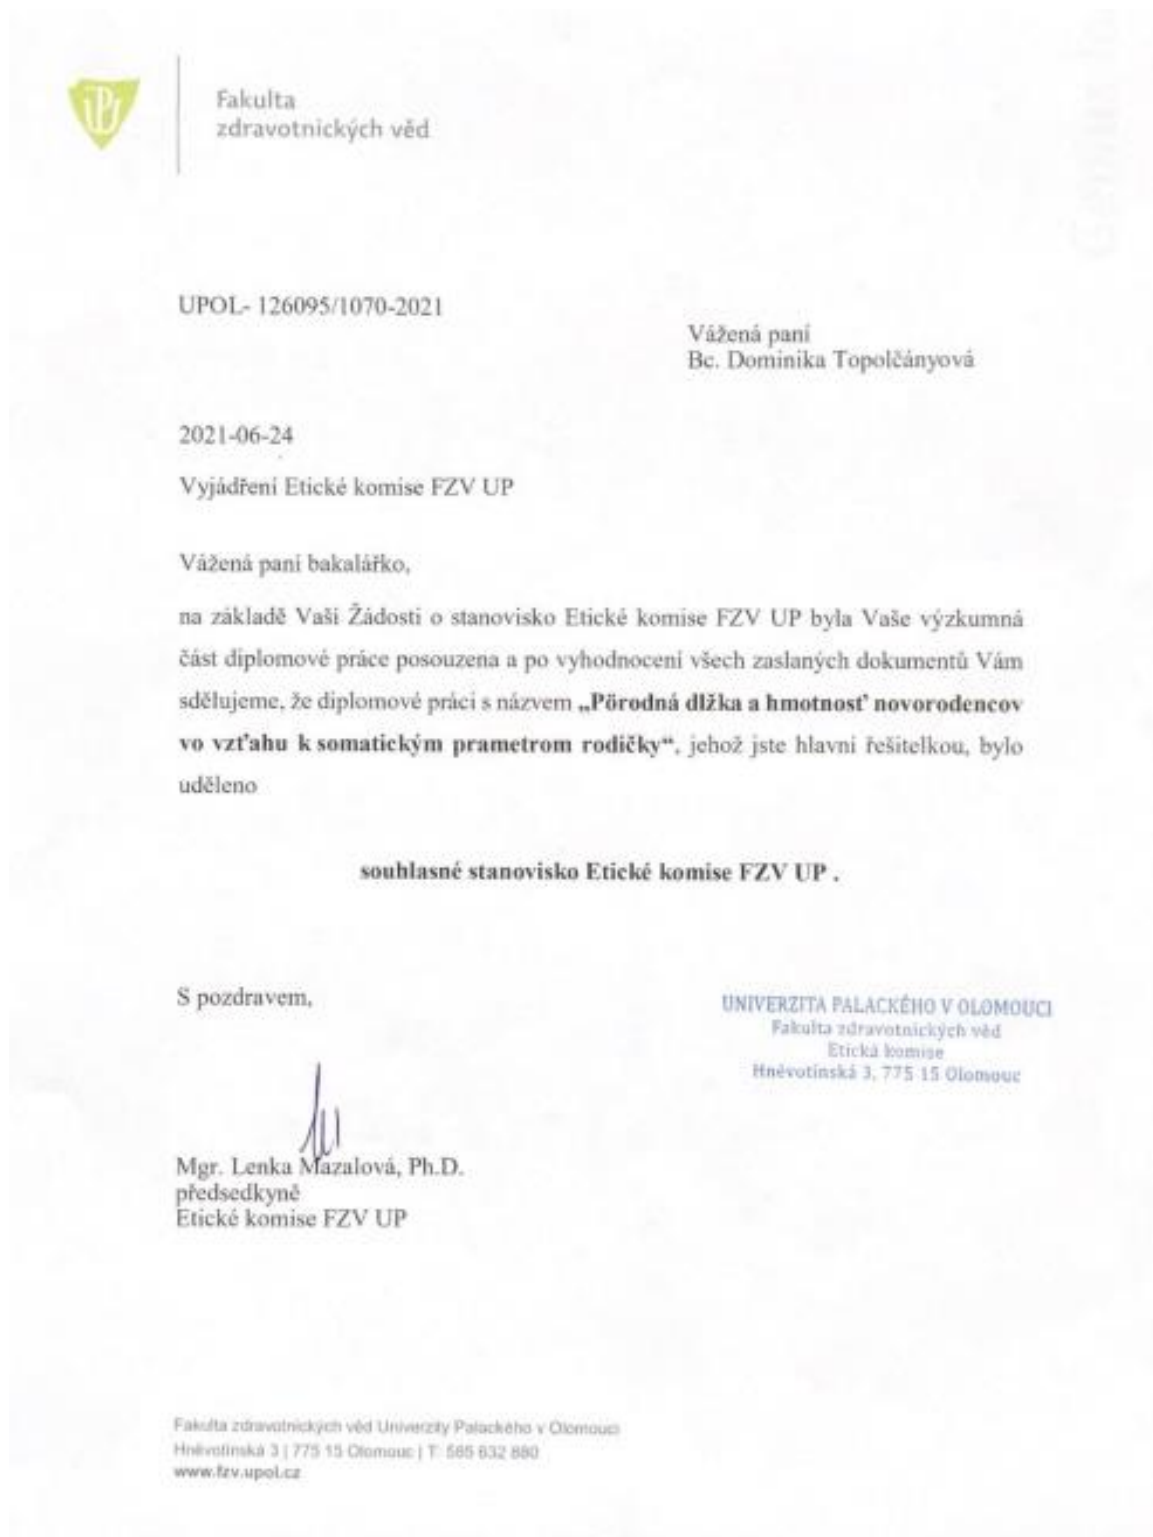 Fakulta
zdravotnických věd
UPOL- 126095/1070-2021
Vážená paní
Bc. Dominika Topolčányová
2021-06-24
Vyjádření Etické komise FZV UP
Vážená paní bakalářko,
na základě Vaší Žádosti o stanovisko Etické komise FZV UP byla Vaše výzkumná
část diplomové práce posouzena a po vyhodnocení všech zaslaných dokumentů Vám
sdělujeme, že diplomové práci s názvem „Pôrodná dlžka a hmotnosť novorodencov
vo vzťahu k somatickým prametrom rodičky“, jehož jste hlavní řešitelkou, bylo
uděleno
souhlasné stanovisko Etické komise FZV UP .
S pozdravem,
UNIVERZITA PALACKÉHO V OLOMOUCI
Fakulta zdravotnických věd
Etická komise
Hněvotínská 3, 775 15 Olomouc
Mgr. Lenka Mazalová, Ph.D.
předsedkyně
Etické komise FZV UP
Fakulta zdravotnických věd Univerzity Palackého v Olomouci
Hněvotínská 3 | 775 15 Olomouc | T: 585 632 880
www.fzv.upol.cz